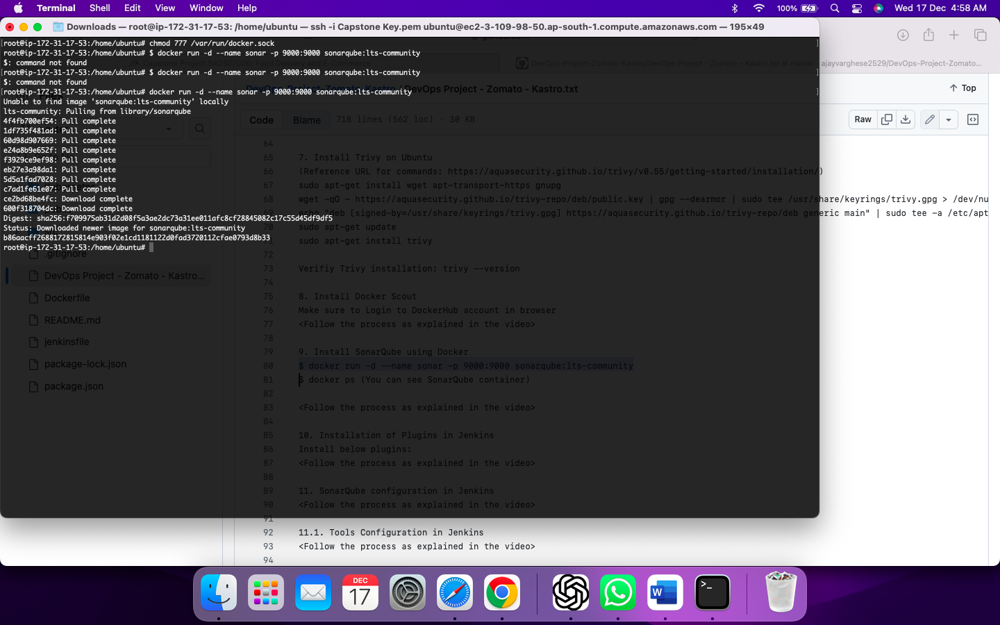 Terminal Shell Edit View Window Help 100% Wed 17 Dec 4:58 AM
Downloads — root@ip-172-31-17-53: /home/ubuntu — ssh -i Capstone Key.pem ubuntu@ec2-3-109-98-50.ap-south-1.compute.amazonaws.com — 195×49
[root@ip-172-31-17-53:/home/ubuntu# chmod 777 /var/run/docker.sock ]
root@ip-172-31-17-53:/home/ubuntu# $ docker run -d --name sonar -p 9000:9000 sonarqube:lts-community
$: command not found
[root@ip-172-31-17-53:/home/ubuntu# $ docker run -d --name sonar -p 9000:9000 sonarqube:lts-community ]
$: command not found
[root@ip-172-31-17-53:/home/ubuntu# docker run -d --name sonar -p 9000:9000 sonarqube:lts-community ]
Unable to find image 'sonarqube:lts-community' locally
lts-community: Pulling from library/sonarqube
4f4fb700ef54: Pull complete
1df735f481ad: Pull complete
60d98d907669: Pull complete
e24a8b9e652f: Pull complete
f3929ce9ef98: Pull complete
eb27e3a98da1: Pull complete
5d5a1fad7028: Pull complete
c7ad1fe61e07: Pull complete
ce2bd68be4fc: Download complete
600f318704dc: Download complete
Digest: sha256:f709975ab31d2d08f5a3ae2dc73a31ee011afc8cf28845082c17c55d45df9df5
Status: Downloaded newer image for sonarqube:lts-community
b86aacff2688172815814e903f02e1cd1181122d0fad3720112cfae0793d8b33
root@ip-172-31-17-53:/home/ubuntu#
Capstone Project SA2507020: Food Delivery and E-Commerce
DevOps-Project-Zomato-Kastro/DevOps Project - Zomato - Kastro.txt at master · ajayvarghese2529/DevOps-Project-Zomato...
DevOps-Project-Zomato-Kastro / DevOps Project - Zomato - Kastro.txt
Top
Code Blame 718 lines (562 loc) · 30 KB
Raw
.gitignore
DevOps Project - Zomato - Kastro...
Dockerfile
README.md
jenkinsfile
package-lock.json
package.json
64
65 7. Install Trivy on Ubuntu
66 (Reference URL for commands: https://aquasecurity.github.io/trivy/v0.55/getting-started/installation/)
67 sudo apt-get install wget apt-transport-https gnupg
68 wget -qO - https://aquasecurity.github.io/trivy-repo/deb/public.key | gpg --dearmor | sudo tee /usr/share/keyrings/trivy.gpg > /dev/nu
69 echo "deb [signed-by=/usr/share/keyrings/trivy.gpg] https://aquasecurity.github.io/trivy-repo/deb generic main" | sudo tee -a /etc/apt
70 sudo apt-get update
71 sudo apt-get install trivy
72
73 Verifiy Trivy installation: trivy --version
74
75 8. Install Docker Scout
76 Make sure to Login to DockerHub account in browser
77 <Follow the process as explained in the video>
78
79 9. Install SonarQube using Docker
80 $ docker run -d --name sonar -p 9000:9000 sonarqube:lts-community
81 $ docker ps (You can see SonarQube container)
82
83 <Follow the process as explained in the video>
84
85 10. Installation of Plugins in Jenkins
86 Install below plugins:
87 <Follow the process as explained in the video>
88
89 11. SonarQube configuration in Jenkins
90 <Follow the process as explained in the video>
91
92 11.1. Tools Configuration in Jenkins
93 <Follow the process as explained in the video>
94
DEC
17